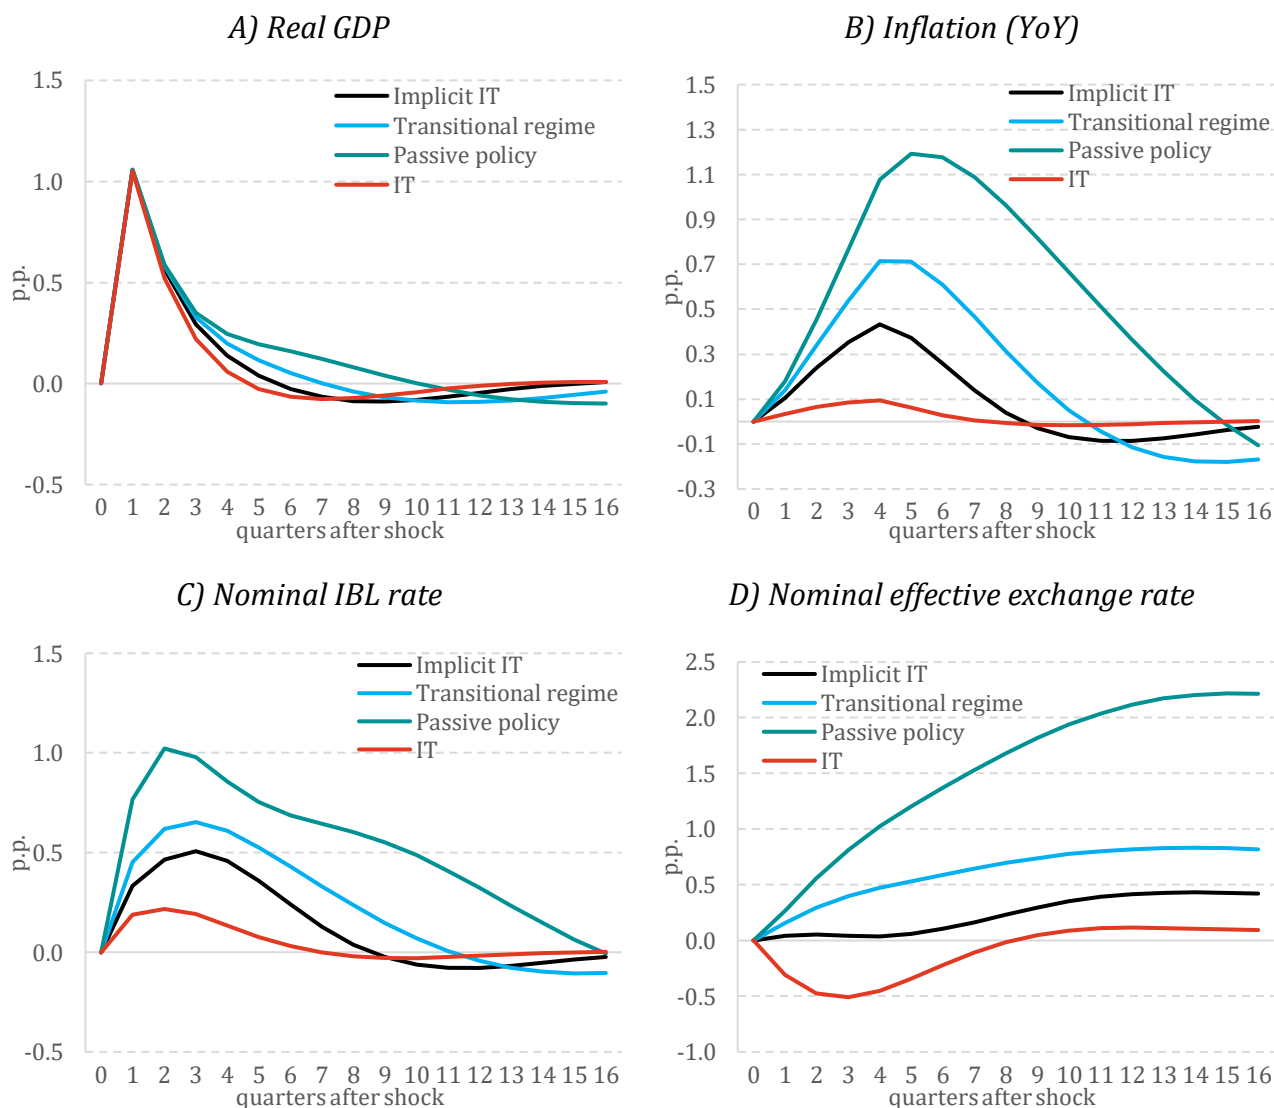 A) Real GDP
1.5
1.0
0.5
0.0
-0.5
p.p.
Implicit IT
Transitional regime
Passive policy
IT
0 1 2 3 4 5 6 7 8 9 10 11 12 13 14 15 16
quarters after shock
B) Inflation (YoY)
1.5
1.3
1.1
0.9
0.7
0.5
0.3
0.1
-0.1
-0.3
p.p.
Implicit IT
Transitional regime
Passive policy
IT
0 1 2 3 4 5 6 7 8 9 10 11 12 13 14 15 16
quarters after shock
C) Nominal IBL rate
1.5
1.0
0.5
0.0
-0.5
p.p.
Implicit IT
Transitional regime
Passive policy
IT
0 1 2 3 4 5 6 7 8 9 10 11 12 13 14 15 16
quarters after shock
D) Nominal effective exchange rate
2.5
2.0
1.5
1.0
0.5
0.0
-0.5
-1.0
p.p.
Implicit IT
Transitional regime
Passive policy
IT
0 1 2 3 4 5 6 7 8 9 10 11 12 13 14 15 16
quarters after shock